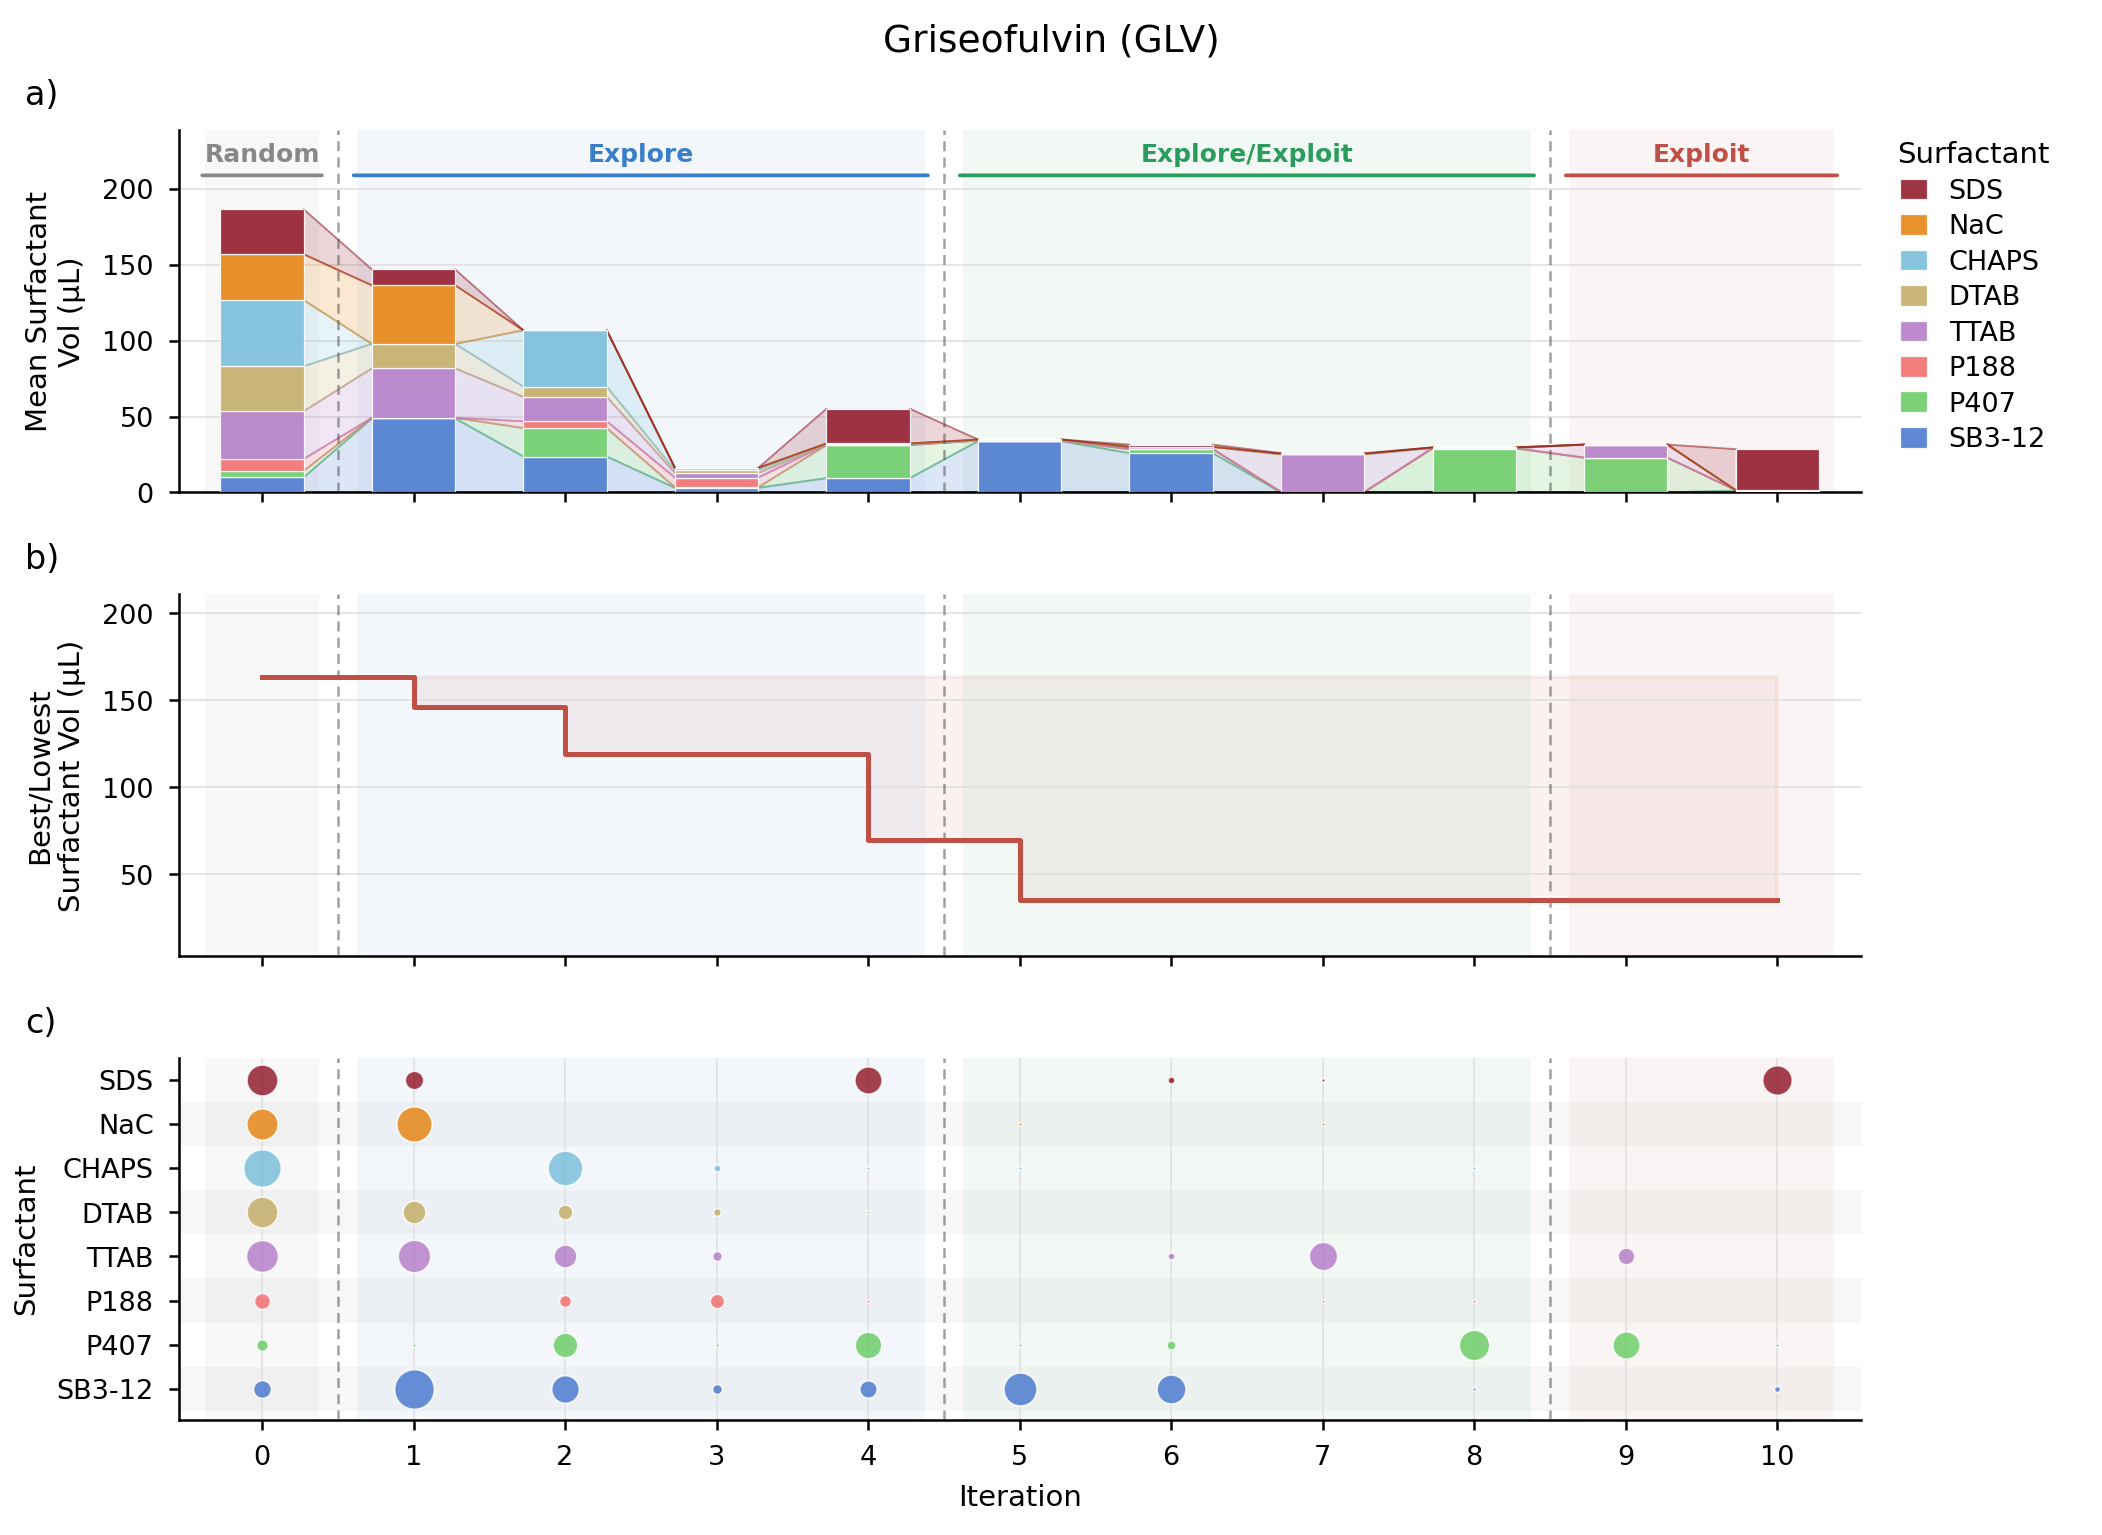 Griseofulvin (GLV)
a)
Random
Explore
Explore/Exploit
Exploit
Mean Surfactant
Vol (µL)
200
150
100
50
0
Surfactant
SDS
NaC
CHAPS
DTAB
TTAB
P188
P407
SB3-12
b)
Best/Lowest
Surfactant Vol (µL)
200
150
100
50
c)
Surfactant
SDS
NaC
CHAPS
DTAB
TTAB
P188
P407
SB3-12
0 1 2 3 4 5 6 7 8 9 10
Iteration